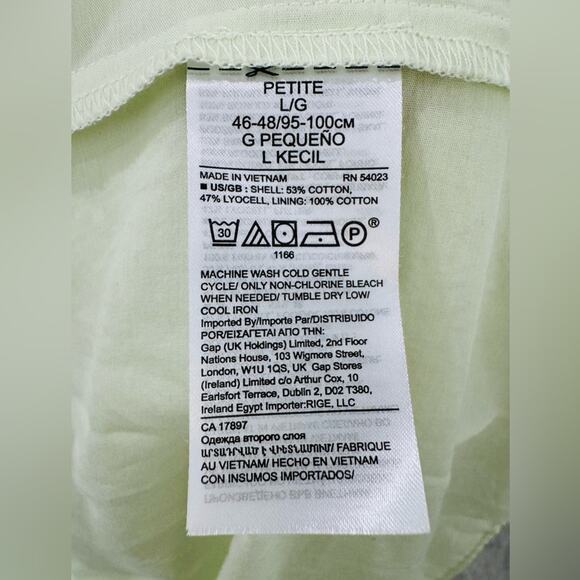 PETITE
L/G
46-48/95-100CM
G PEQUEÑO
L KECIL
MADE IN VIETNAM RN 54023
■ US/GB : SHELL: 53% COTTON,
47% LYOCELL, LINING: 100% COTTON
30 P ®
1166
MACHINE WASH COLD GENTLE
CYCLE/ ONLY NON-CHLORINE BLEACH
WHEN NEEDED/ TUMBLE DRY LOW/
COOL IRON
Imported By/Importe Par/DISTRIBUIDO
POR/ΕΙΣΑΓΕΤΑΙ ΑΠΟ ΤΗΝ:
Gap (UK Holdings) Limited, 2nd Floor
Nations House, 103 Wigmore Street,
London, W1U 1QS, UK Gap Stores
(Ireland) Limited c/o Arthur Cox, 10
Earlsfort Terrace, Dublin 2, D02 T380,
Ireland Egypt Importer:RIGE, LLC
CA 17897
Одежда второго слоя
ԱՐՏԱԴՐՎԱԾ Է ՎԻԵՏՆԱՄՈՒՄ/ FABRIQUE
AU VIETNAM/ HECHO EN VIETNAM
CON INSUMOS IMPORTADOS/